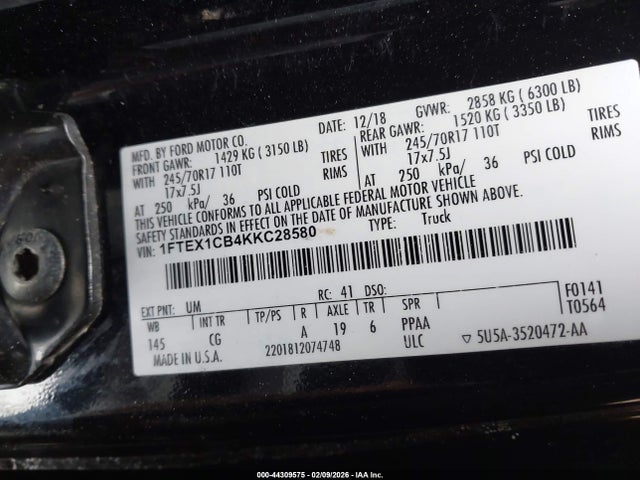 MFD. BY FORD MOTOR CO. DATE: 12/18 GVWR: 2858 KG ( 6300 LB)
FRONT GAWR: 1429 KG ( 3150 LB) REAR GAWR: 1520 KG ( 3350 LB)
WITH 245/70R17 110T TIRES WITH 245/70R17 110T TIRES
17x7.5J RIMS 17x7.5J RIMS
AT 250 kPa/ 36 PSI COLD AT 250 kPa/ 36 PSI COLD
THIS VEHICLE CONFORMS TO ALL APPLICABLE FEDERAL MOTOR VEHICLE
SAFETY STANDARDS IN EFFECT ON THE DATE OF MANUFACTURE SHOWN ABOVE.
VIN: 1FTEX1CB4KKC28580 TYPE: Truck
EXT PNT: UM RC: 41 DSO: F0141
WB INT TR TP/PS R AXLE TR SPR T0564
145 CG A 19 6 PPAA
MADE IN U.S.A. 2201812074748 ULC ▽ 5U5A-3520472-AA
000-44309575 - 02/09/2026 - IAA Inc.